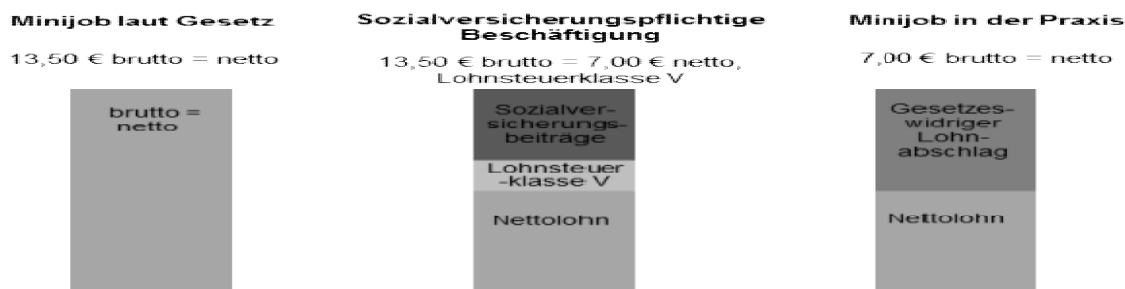 Minijob laut Gesetz
13,50 € brutto = netto
brutto =
netto
Sozialversicherungspflichtige
Beschäftigung
13,50 € brutto = 7,00 € netto,
Lohnsteuerklasse V
Sozialver-
sicherungs-
beiträge
Lohnsteuer
-klasse V
Nettolohn
Minijob in der Praxis
7,00 € brutto = netto
Gesetzes-
widriger
Lohn-
abschlag
Nettolohn